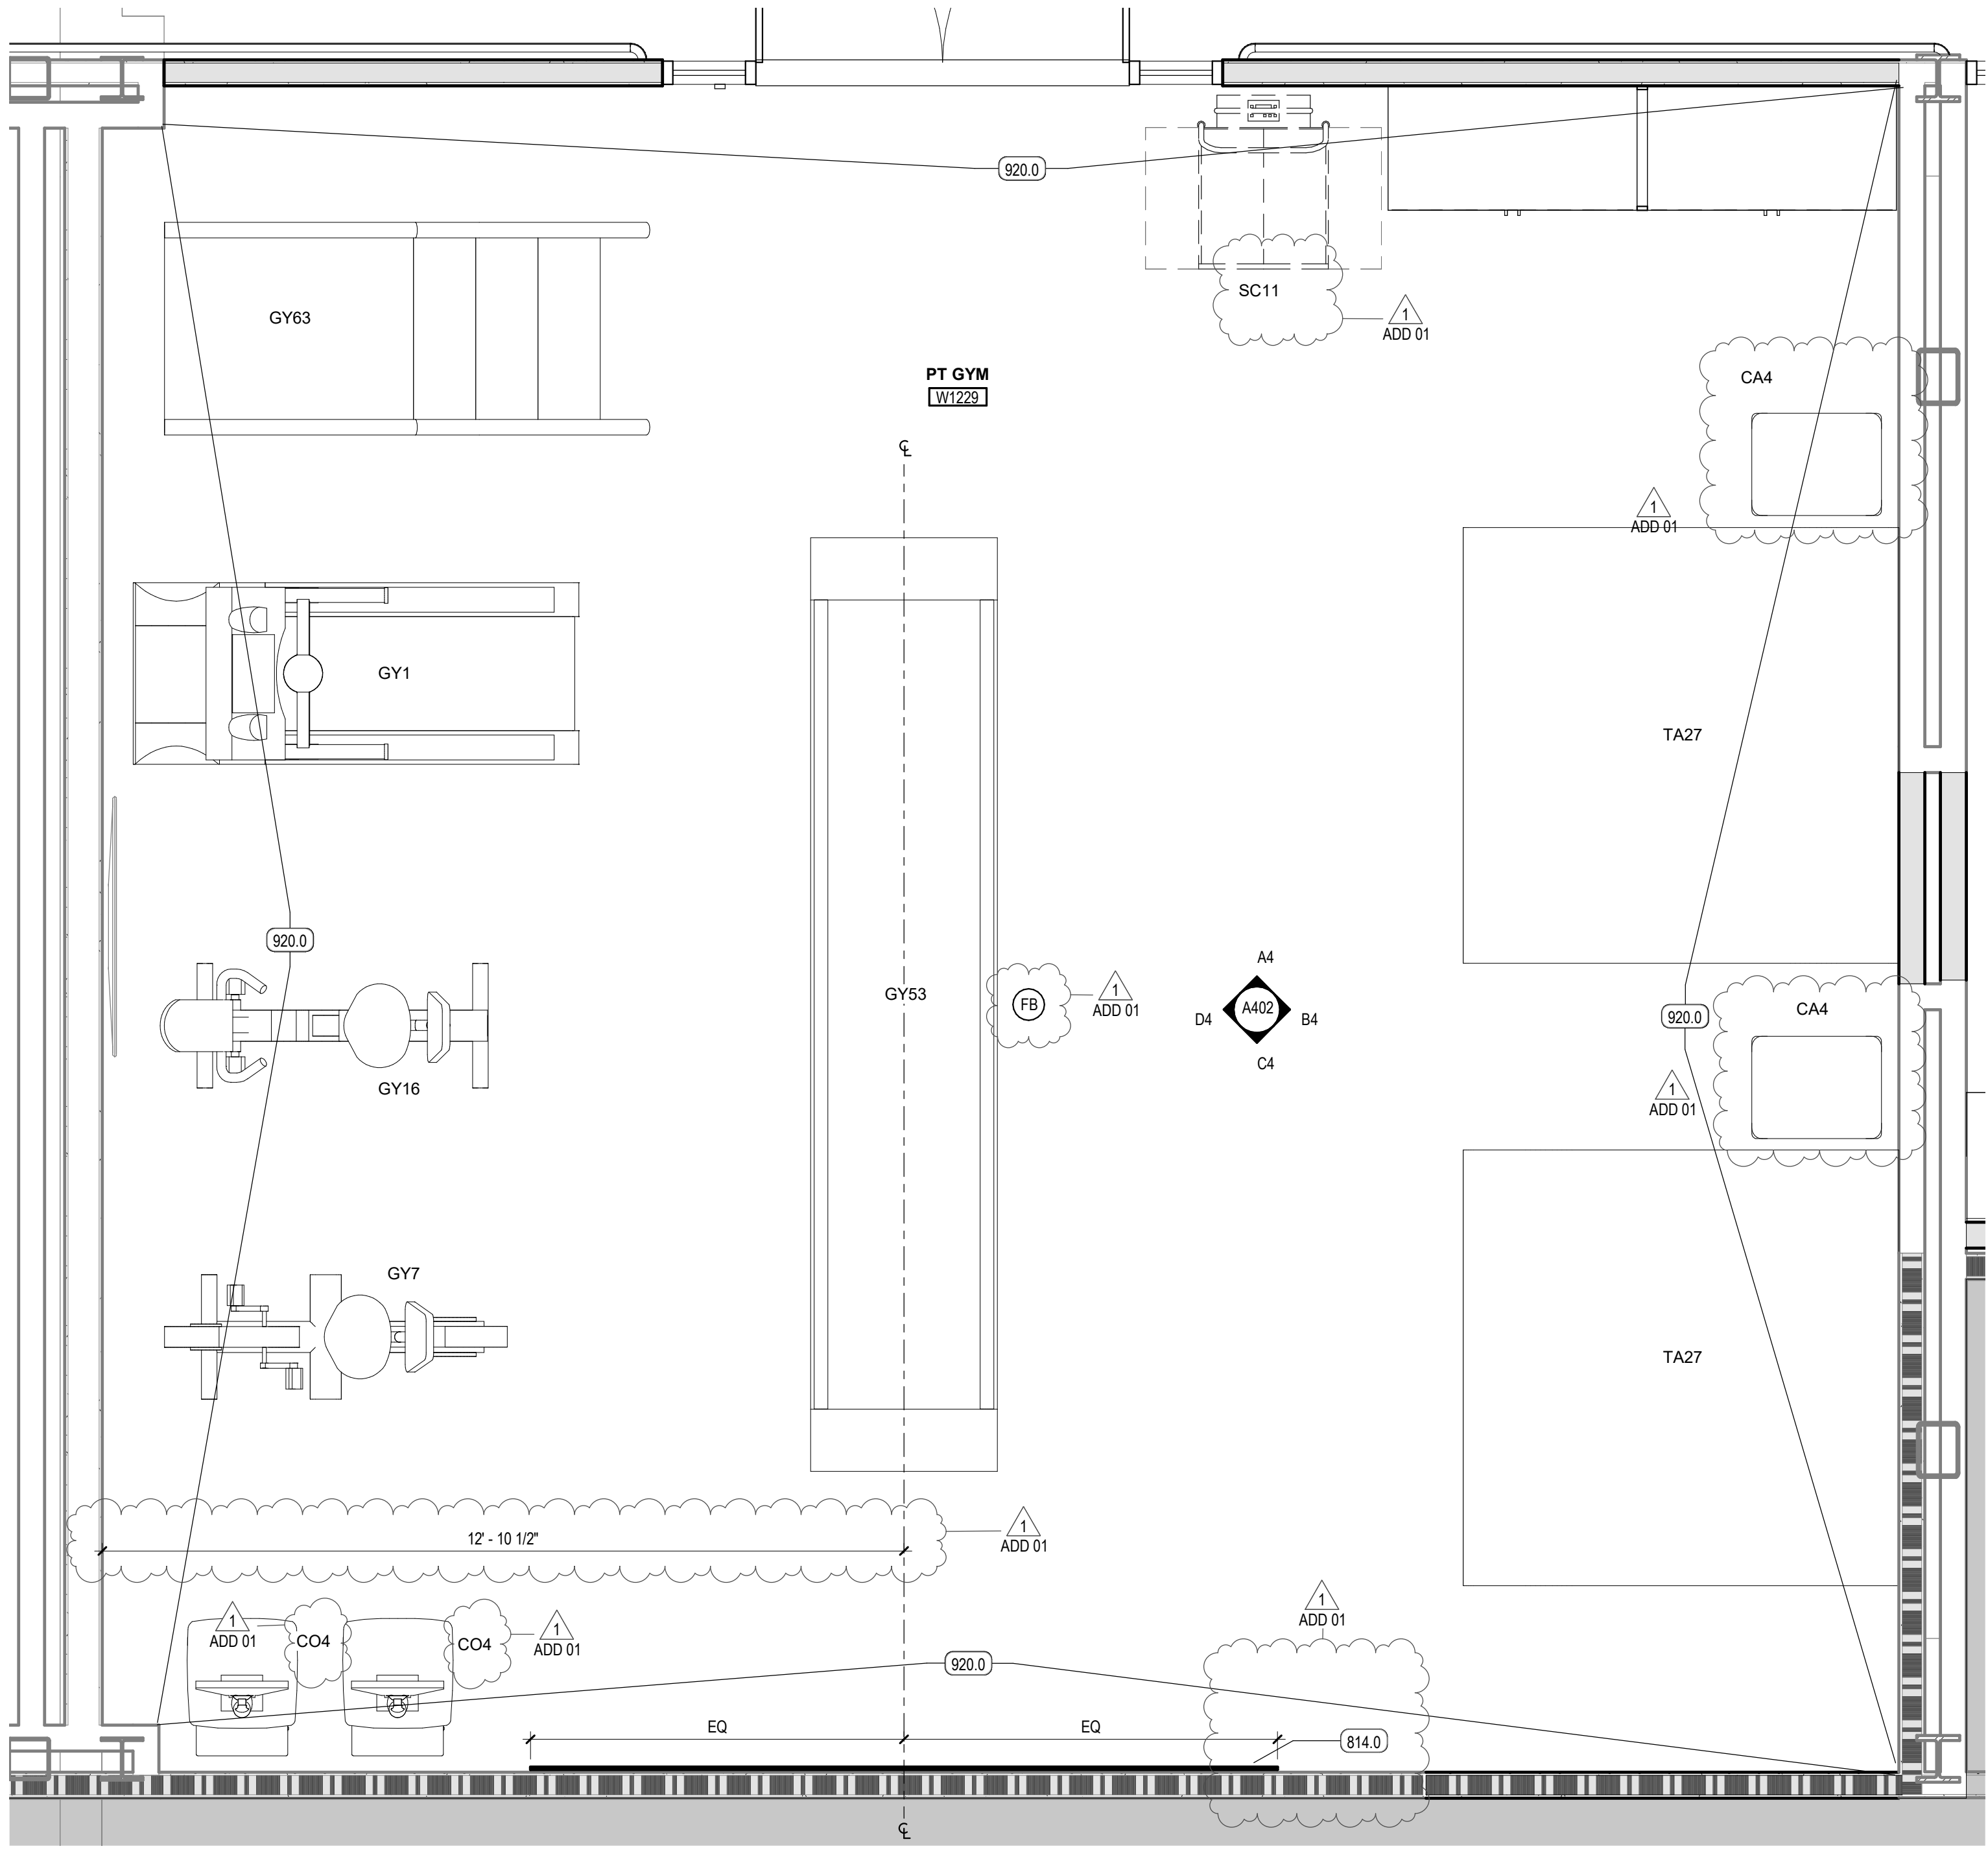 920.0
SC11
1
ADD 01
GY63
PT GYM
W1229
CA4
℄
1
ADD 01
GY1
TA27
920.0
A4
GY53
FB
1
ADD 01
D4
A402
B4
C4
CA4
920.0
GY16
1
ADD 01
GY7
TA27
12' - 10 1/2"
1
ADD 01
1
ADD 01
CO4
CO4
1
ADD 01
1
ADD 01
920.0
EQ
EQ
814.0
℄